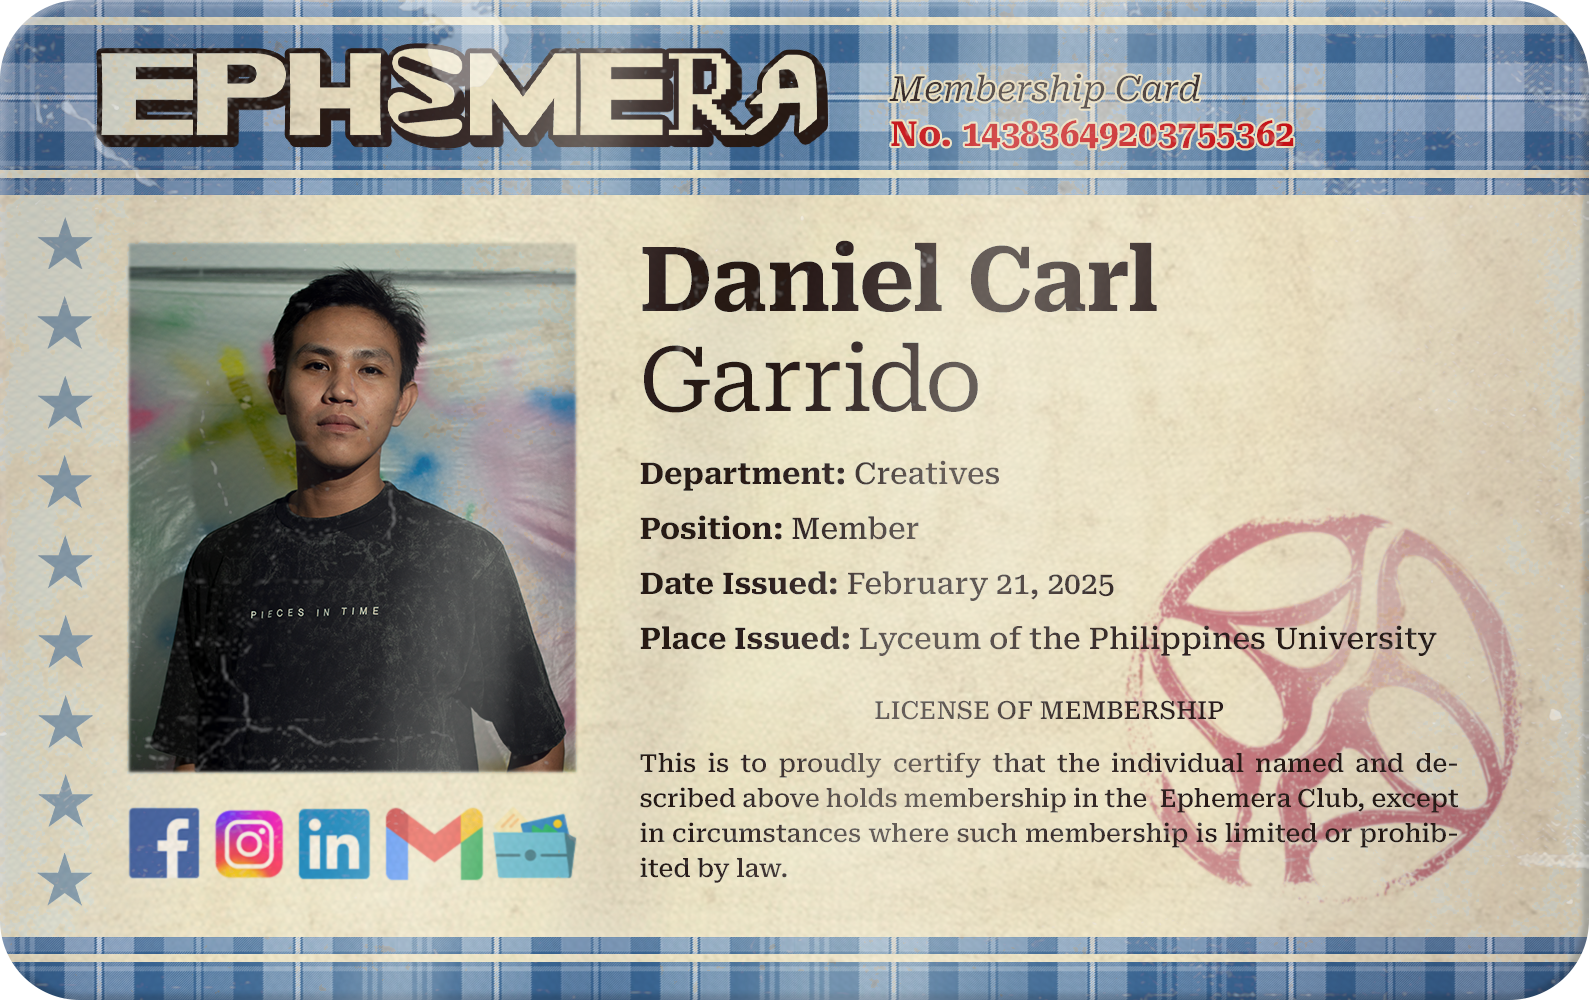 EPHEMERA
Membership Card
No. 14383649203755362
Daniel Carl
Garrido
Department: Creatives
Position: Member
Date Issued: February 21, 2025
Place Issued: Lyceum of the Philippines University
PIECES IN TIME
LICENSE OF MEMBERSHIP
This is to proudly certify that the individual named and de-
scribed above holds membership in the Ephemera Club, except
in circumstances where such membership is limited or prohib-
ited by law.
f
in
M